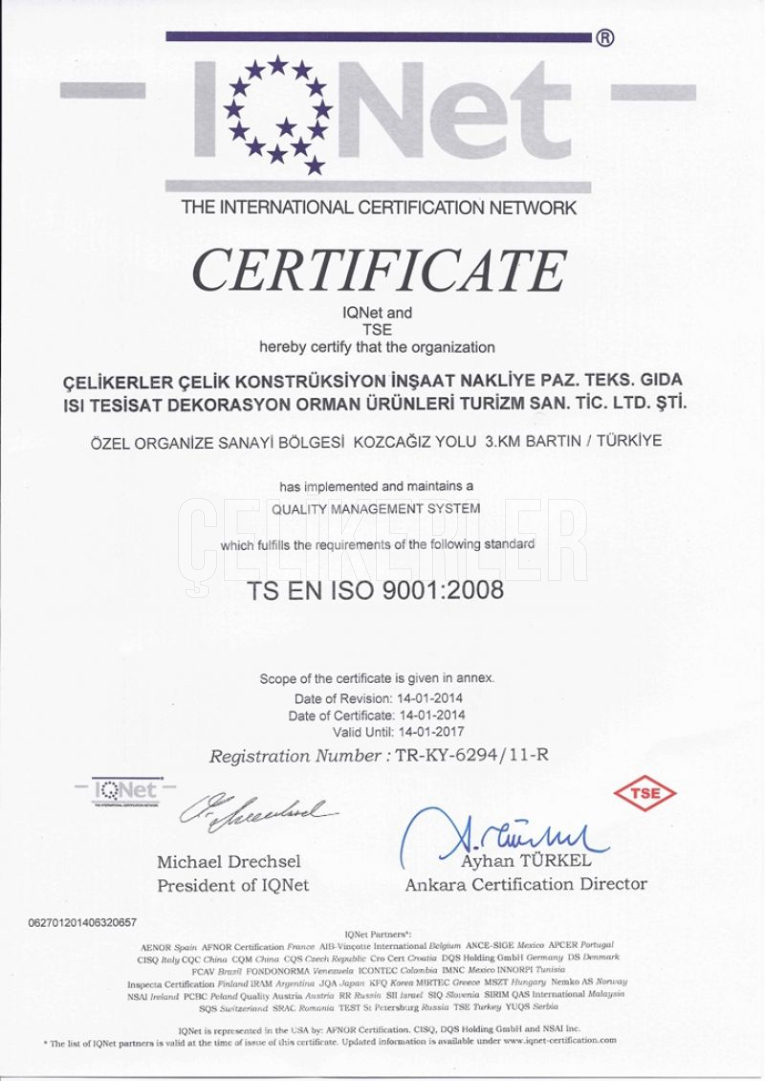 IQNet®
THE INTERNATIONAL CERTIFICATION NETWORK
CERTIFICATE
IQNet and
TSE
hereby certify that the organization
ÇELİKERLER ÇELİK KONSTRÜKSİYON İNŞAAT NAKLİYE PAZ. TEKS. GIDA
ISI TESİSAT DEKORASYON ORMAN ÜRÜNLERİ TURİZM SAN. TİC. LTD. ŞTİ.
ÖZEL ORGANİZE SANAYİ BÖLGESİ KOZCAĞIZ YOLU 3.KM BARTIN / TÜRKİYE
has implemented and maintains a
QUALITY MANAGEMENT SYSTEM
ÇELİKERLER
which fulfills the requirements of the following standard
TS EN ISO 9001:2008
Scope of the certificate is given in annex.
Date of Revision: 14-01-2014
Date of Certificate: 14-01-2014
Valid Until: 14-01-2017
Registration Number : TR-KY-6294/11-R
IQNet
THE INTERNATIONAL CERTIFICATION NETWORK
TSE
A. Türkel
Michael Drechsel
Ayhan TÜRKEL
President of IQNet
Ankara Certification Director
062701201406320657
IQNet Partners*:
AENOR Spain AFNOR Certification France AIB-Vinçotte International Belgium ANCE-SIGE Mexico APCER Portugal
CISQ Italy CQC China CQM China CQS Czech Republic Cro Cert Croatia DQS Holding GmbH Germany DS Denmark
FCAV Brazil FONDONORMA Venezuela ICONTEC Colombia IMNC Mexico INNORPI Tunisia
Inspecta Certification Finland IRAM Argentina JQA Japan KFQ Korea MIRTEC Greece MSZT Hungary Nemko AS Norway
NSAI Ireland PCBC Poland Quality Austria Austria RR Russia SII Israel SIQ Slovenia SIRIM QAS International Malaysia
SQS Switzerland SRAC Romania TEST St Petersburg Russia TSE Turkey YUQS Serbia
IQNet is represented in the USA by: AFNOR Certification, CISQ, DQS Holding GmbH and NSAI Inc.
* The list of IQNet partners is valid at the time of issue of this certificate. Updated information is available under www.iqnet-certification.com